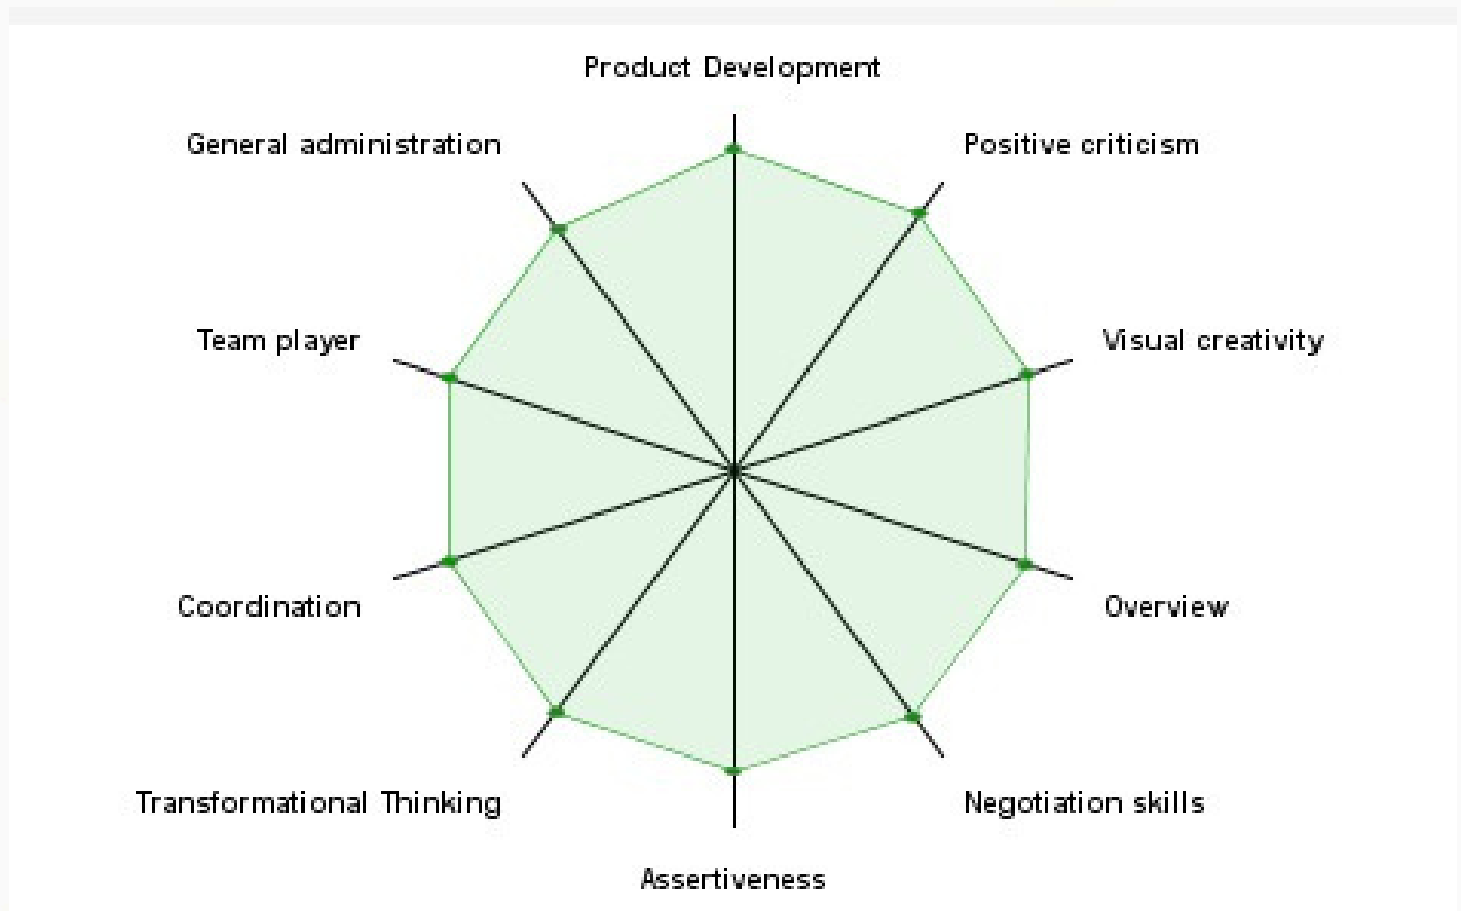 Product Development
General administration
Positive criticism
Team player
Visual creativity
Coordination
Overview
Transformational Thinking
Negotiation skills
Assertiveness